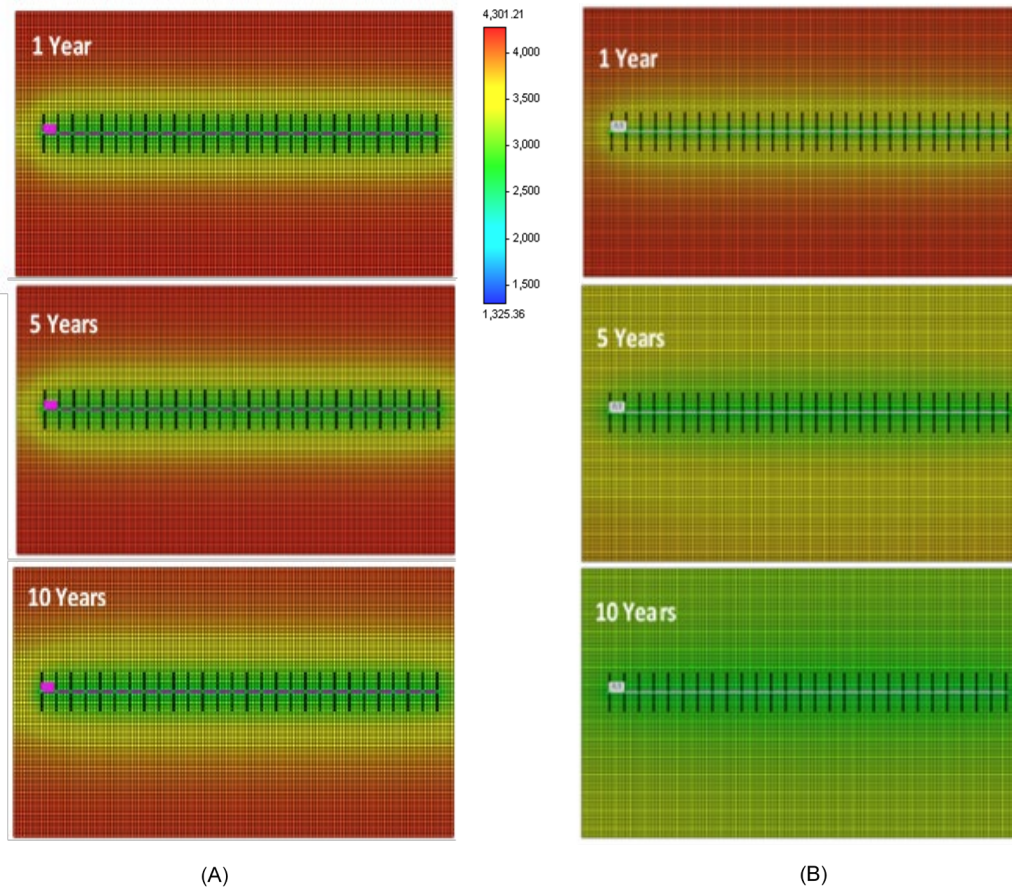 1 Year
5 Years
10 Years
(A)
4,301.21
4,000
3,500
3,000
2,500
2,000
1,500
1,325.36
1 Year
5 Years
10 Years
(B)